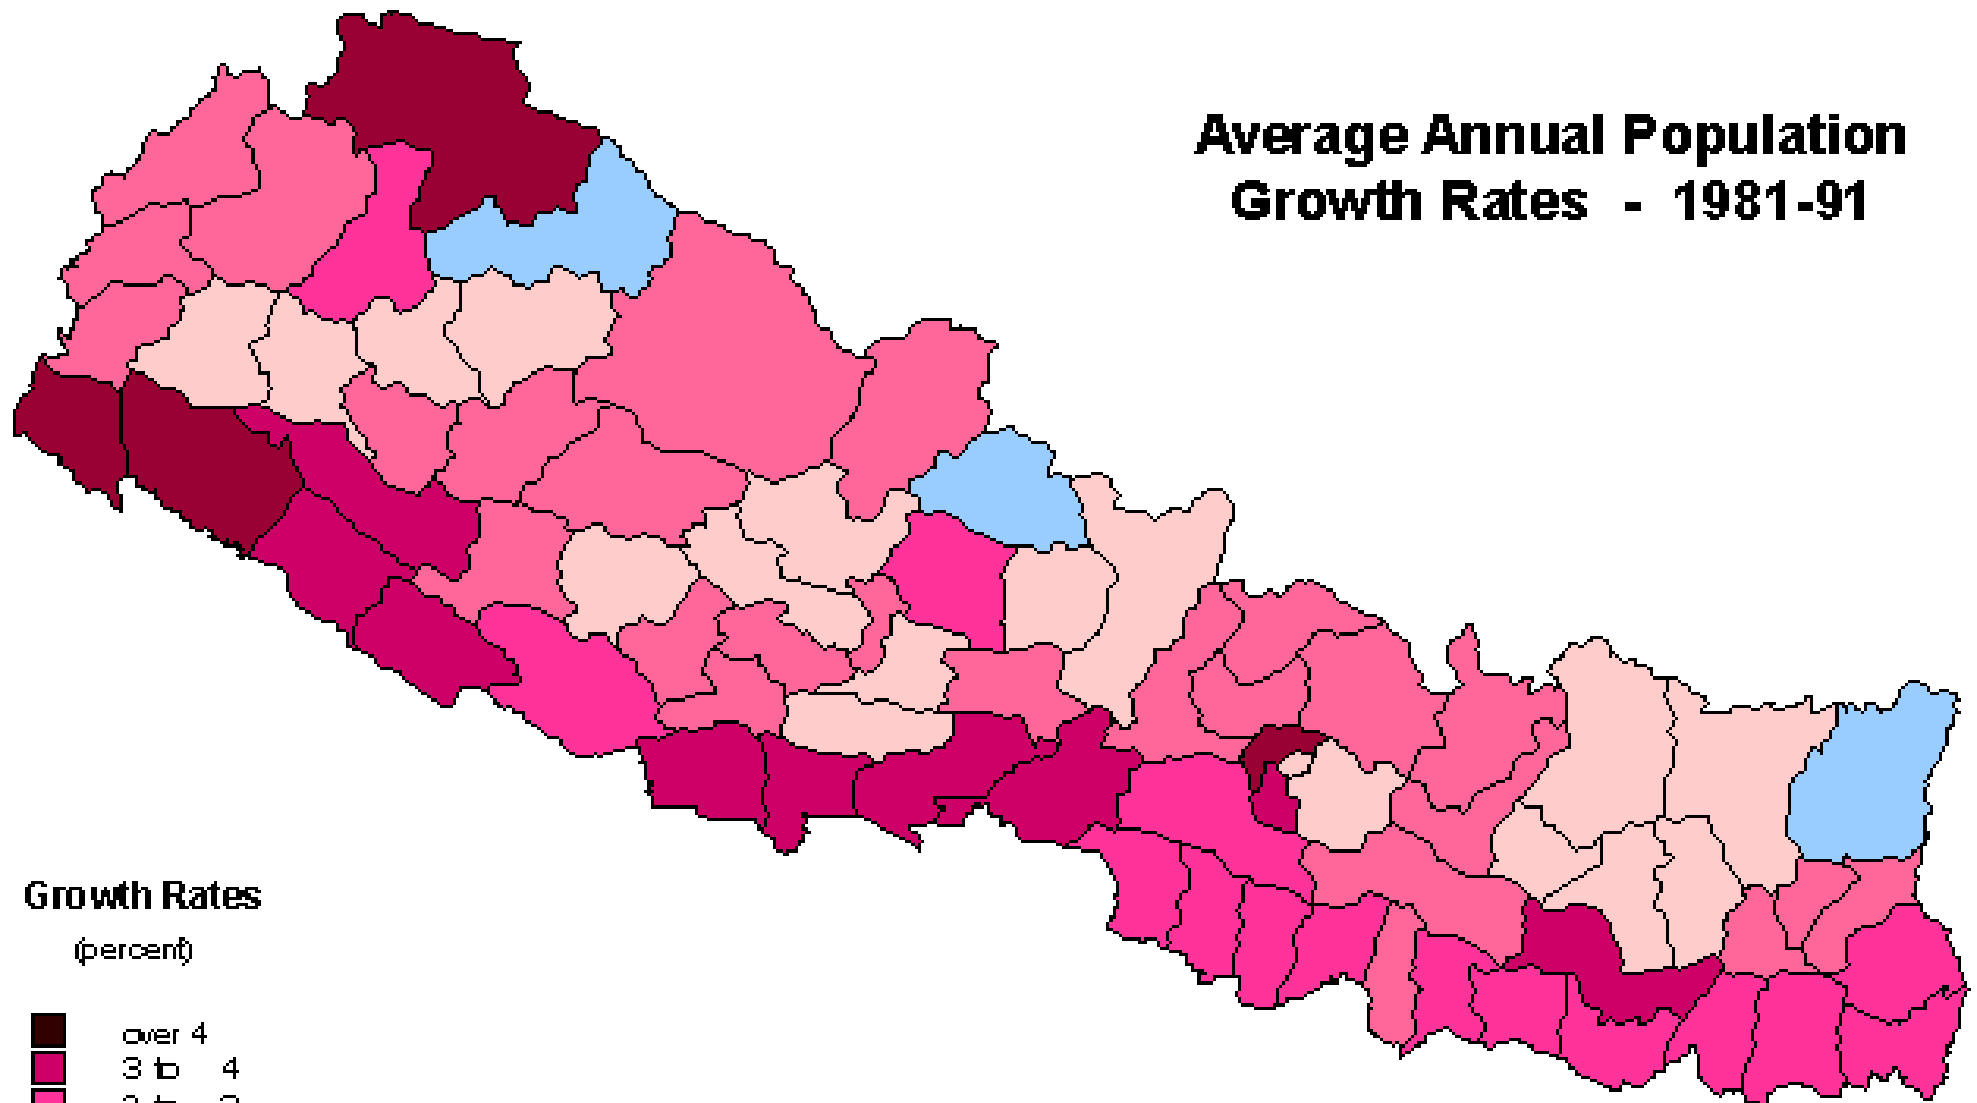 Average Annual Population
Growth Rates - 1981-91
Growth Rates
(percent)
over 4
3 to 4